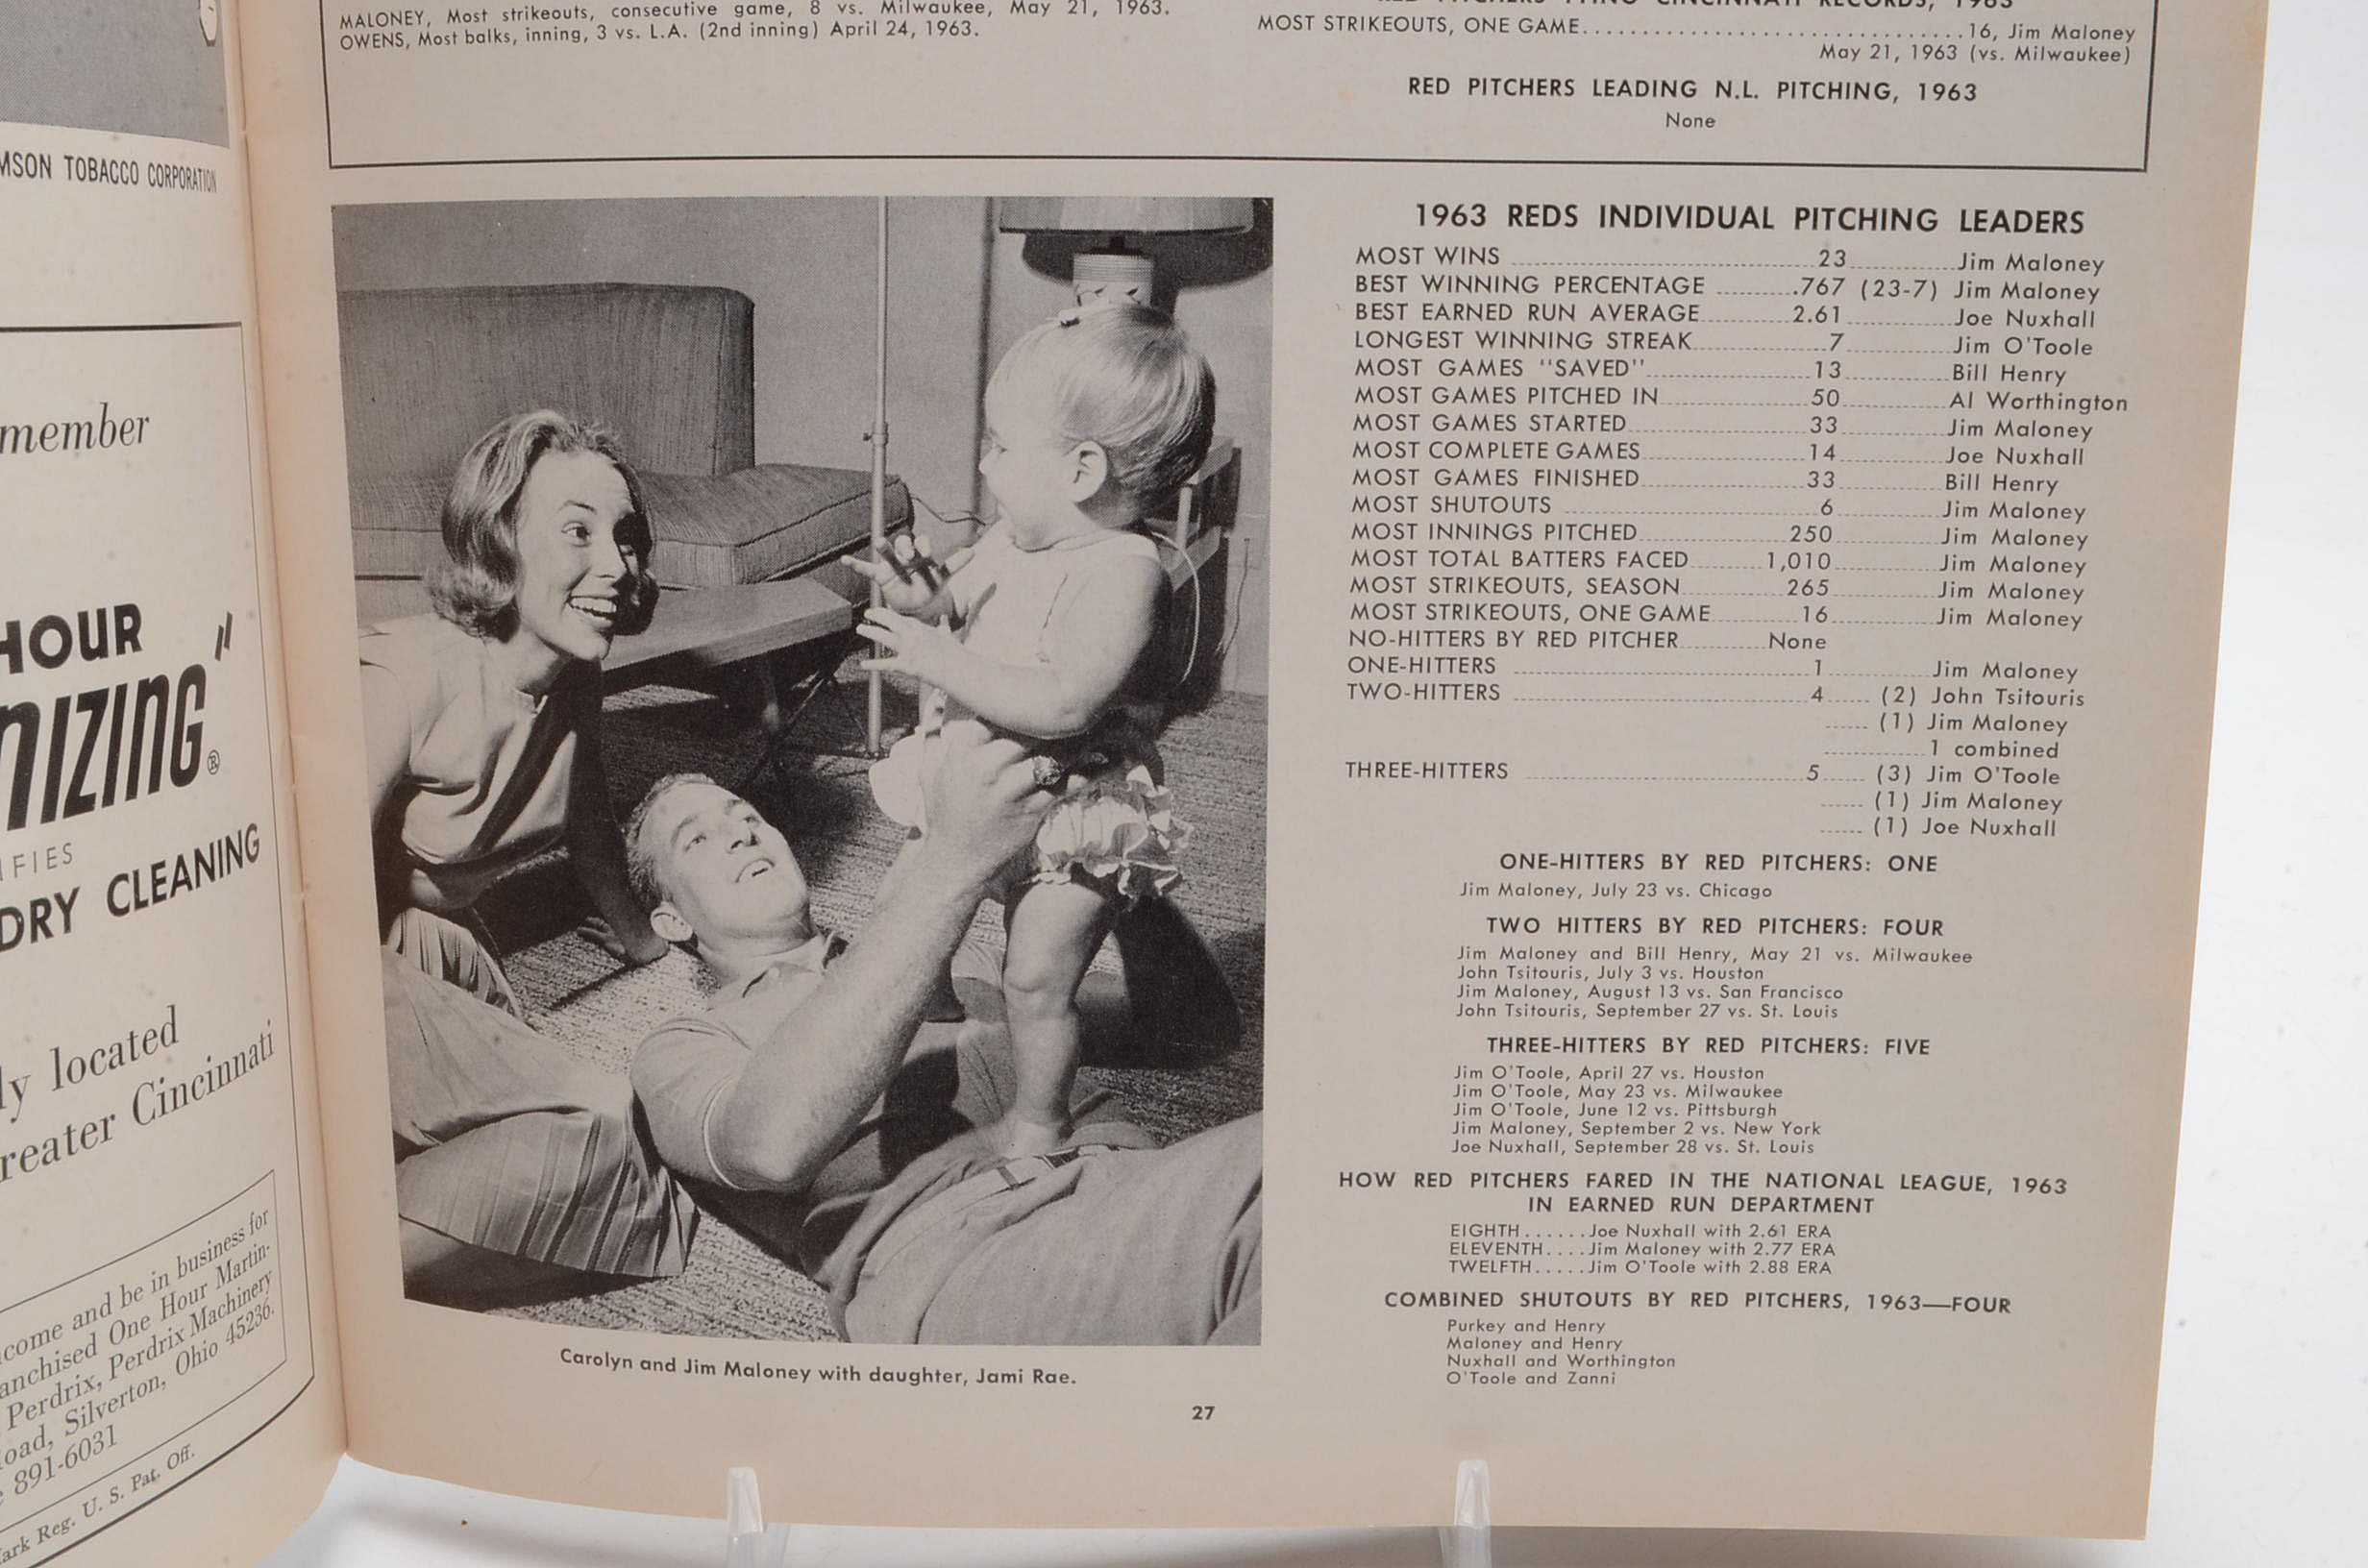 TOBACCO CORPORATION
HOUR
DRY CLEANING
ly located
Cincinnati
come and be in business for
One Hour Martin-
Perdrix, Perdrix Machinery
Silverton, Ohio 45236.
891-6031
Reg. U. S. Pat. Off.
MALONEY, Most strikeouts, consecutive game, 8 vs. Milwaukee, May 21, 1963.
OWENS, Most balks, inning, 3 vs. L.A. (2nd inning) April 24, 1963.
RED PITCHERS TYING CINCINNATI RECORDS, 1963
MOST STRIKEOUTS, ONE GAME................................16, Jim Maloney
May 21, 1963 (vs. Milwaukee)
RED PITCHERS LEADING N.L. PITCHING, 1963
None
Carolyn and Jim Maloney with daughter, Jami Rae.
1963 REDS INDIVIDUAL PITCHING LEADERS
MOST WINS ........ 23 ........ Jim Maloney
BEST WINNING PERCENTAGE ........ .767 (23-7) Jim Maloney
BEST EARNED RUN AVERAGE ........ 2.61 ........ Joe Nuxhall
LONGEST WINNING STREAK ........ 7 ........ Jim O'Toole
MOST GAMES "SAVED" ........ 13 ........ Bill Henry
MOST GAMES PITCHED IN ........ 50 ........ Al Worthington
MOST GAMES STARTED ........ 33 ........ Jim Maloney
MOST COMPLETE GAMES ........ 14 ........ Joe Nuxhall
MOST GAMES FINISHED ........ 33 ........ Bill Henry
MOST SHUTOUTS ........ 6 ........ Jim Maloney
MOST INNINGS PITCHED ........ 250 ........ Jim Maloney
MOST TOTAL BATTERS FACED ........ 1,010 ........ Jim Maloney
MOST STRIKEOUTS, SEASON ........ 265 ........ Jim Maloney
MOST STRIKEOUTS, ONE GAME ........ 16 ........ Jim Maloney
NO-HITTERS BY RED PITCHER ........ None
ONE-HITTERS ........ 1 ........ Jim Maloney
TWO-HITTERS ........ 4 ...... (2) John Tsitouris
...... (1) Jim Maloney
............ 1 combined
THREE-HITTERS ........ 5 ...... (3) Jim O'Toole
...... (1) Jim Maloney
...... (1) Joe Nuxhall
ONE-HITTERS BY RED PITCHERS: ONE
Jim Maloney, July 23 vs. Chicago
TWO HITTERS BY RED PITCHERS: FOUR
Jim Maloney and Bill Henry, May 21 vs. Milwaukee
John Tsitouris, July 3 vs. Houston
Jim Maloney, August 13 vs. San Francisco
John Tsitouris, September 27 vs. St. Louis
THREE-HITTERS BY RED PITCHERS: FIVE
Jim O'Toole, April 27 vs. Houston
Jim O'Toole, May 23 vs. Milwaukee
Jim O'Toole, June 12 vs. Pittsburgh
Jim Maloney, September 2 vs. New York
Joe Nuxhall, September 28 vs. St. Louis
HOW RED PITCHERS FARED IN THE NATIONAL LEAGUE, 1963
IN EARNED RUN DEPARTMENT
EIGHTH......Joe Nuxhall with 2.61 ERA
ELEVENTH....Jim Maloney with 2.77 ERA
TWELFTH.....Jim O'Toole with 2.88 ERA
COMBINED SHUTOUTS BY RED PITCHERS, 1963—FOUR
Purkey and Henry
Maloney and Henry
Nuxhall and Worthington
O'Toole and Zanni
27